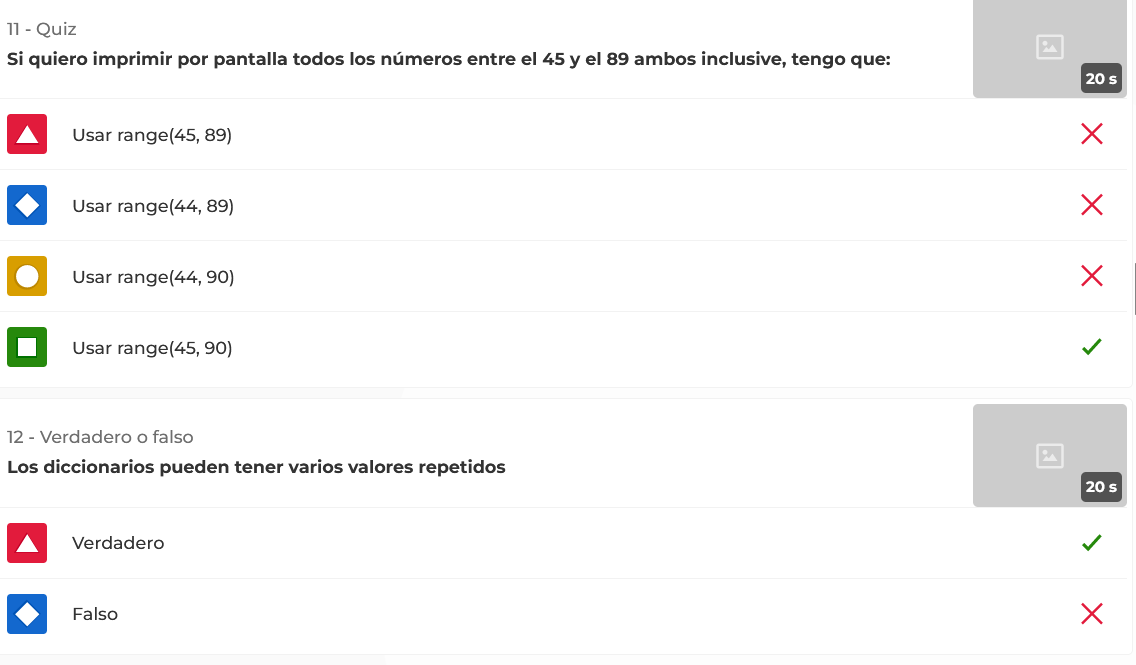 11 - Quiz
Si quiero imprimir por pantalla todos los números entre el 45 y el 89 ambos inclusive, tengo que:
20 s
Usar range(45, 89)
Usar range(44, 89)
Usar range(44, 90)
Usar range(45, 90)
12 - Verdadero o falso
Los diccionarios pueden tener varios valores repetidos
20 s
Verdadero
Falso